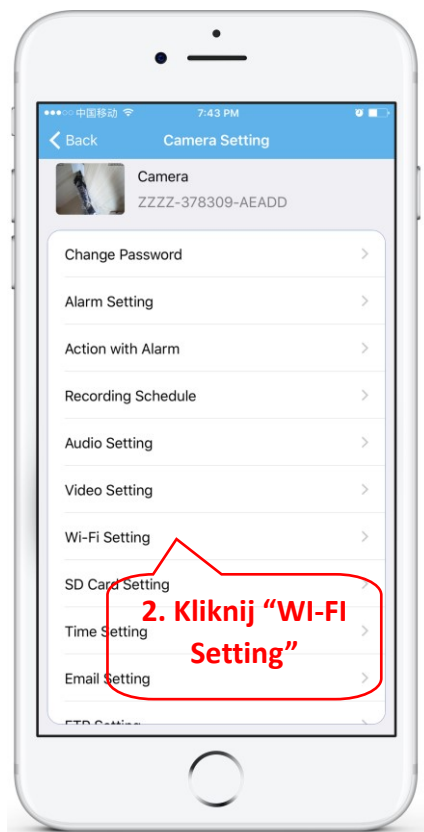 中国移动 7:43 PM
Back Camera Setting
Camera
ZZZZ-378309-AEADD
Change Password
Alarm Setting
Action with Alarm
Recording Schedule
Audio Setting
Video Setting
Wi-Fi Setting
SD Card Setting
2. Kliknij “WI-FI
Time Setting
Setting”
Email Setting
FTP Setting